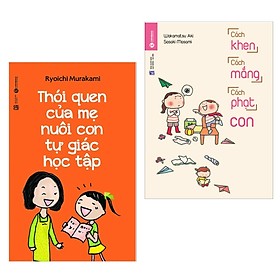 Ryoichi Murakami
Thói quen
của mẹ
nuôi con
tự giác
học tập
Wakamatsu Aki
Sasaki Masami
Cách
khen,
Cách
mắng,
Cách
phạt
con